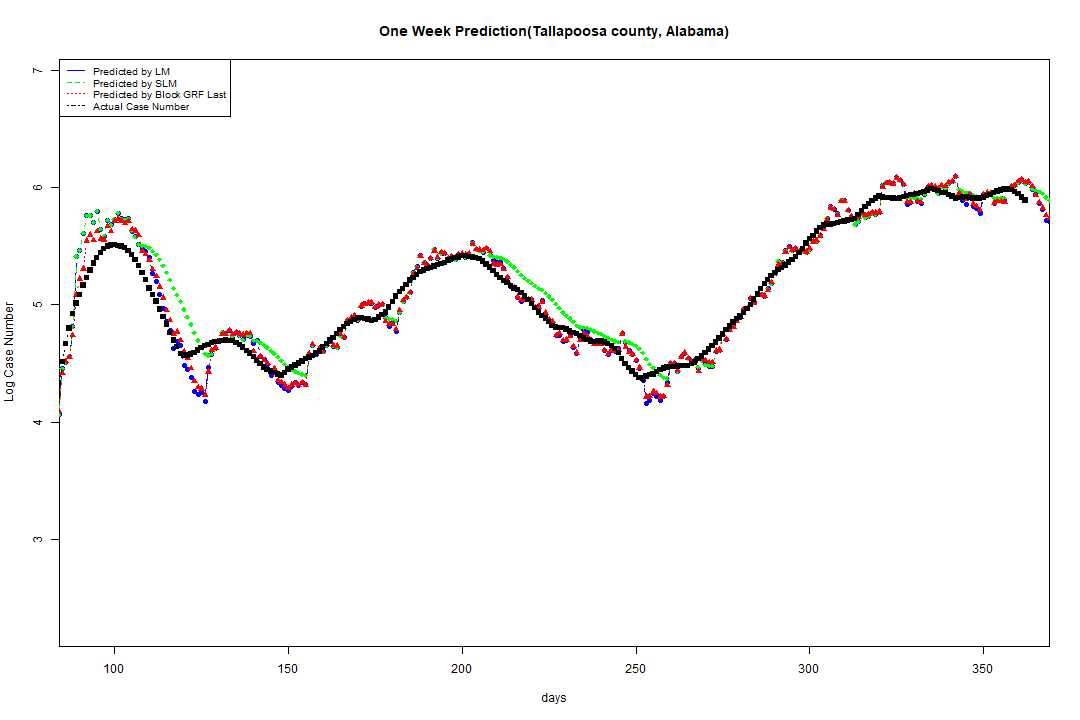 One Week Prediction(Tallapoosa county, Alabama)
Predicted by LM
Predicted by SLM
Predicted by Block GRF Last
Actual Case Number
7
6
5
4
3
Log Case Number
100 150 200 250 300 350
days